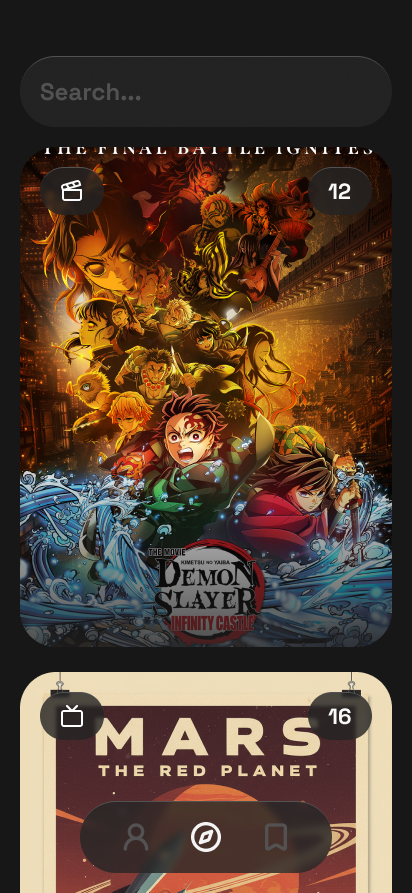 Search...
THE FINAL BATTLE IGNITES
12
THE MOVIE
KIMETSU NO YAIBA
DEMON
SLAYER
INFINITY CASTLE
16
MARS
THE RED PLANET